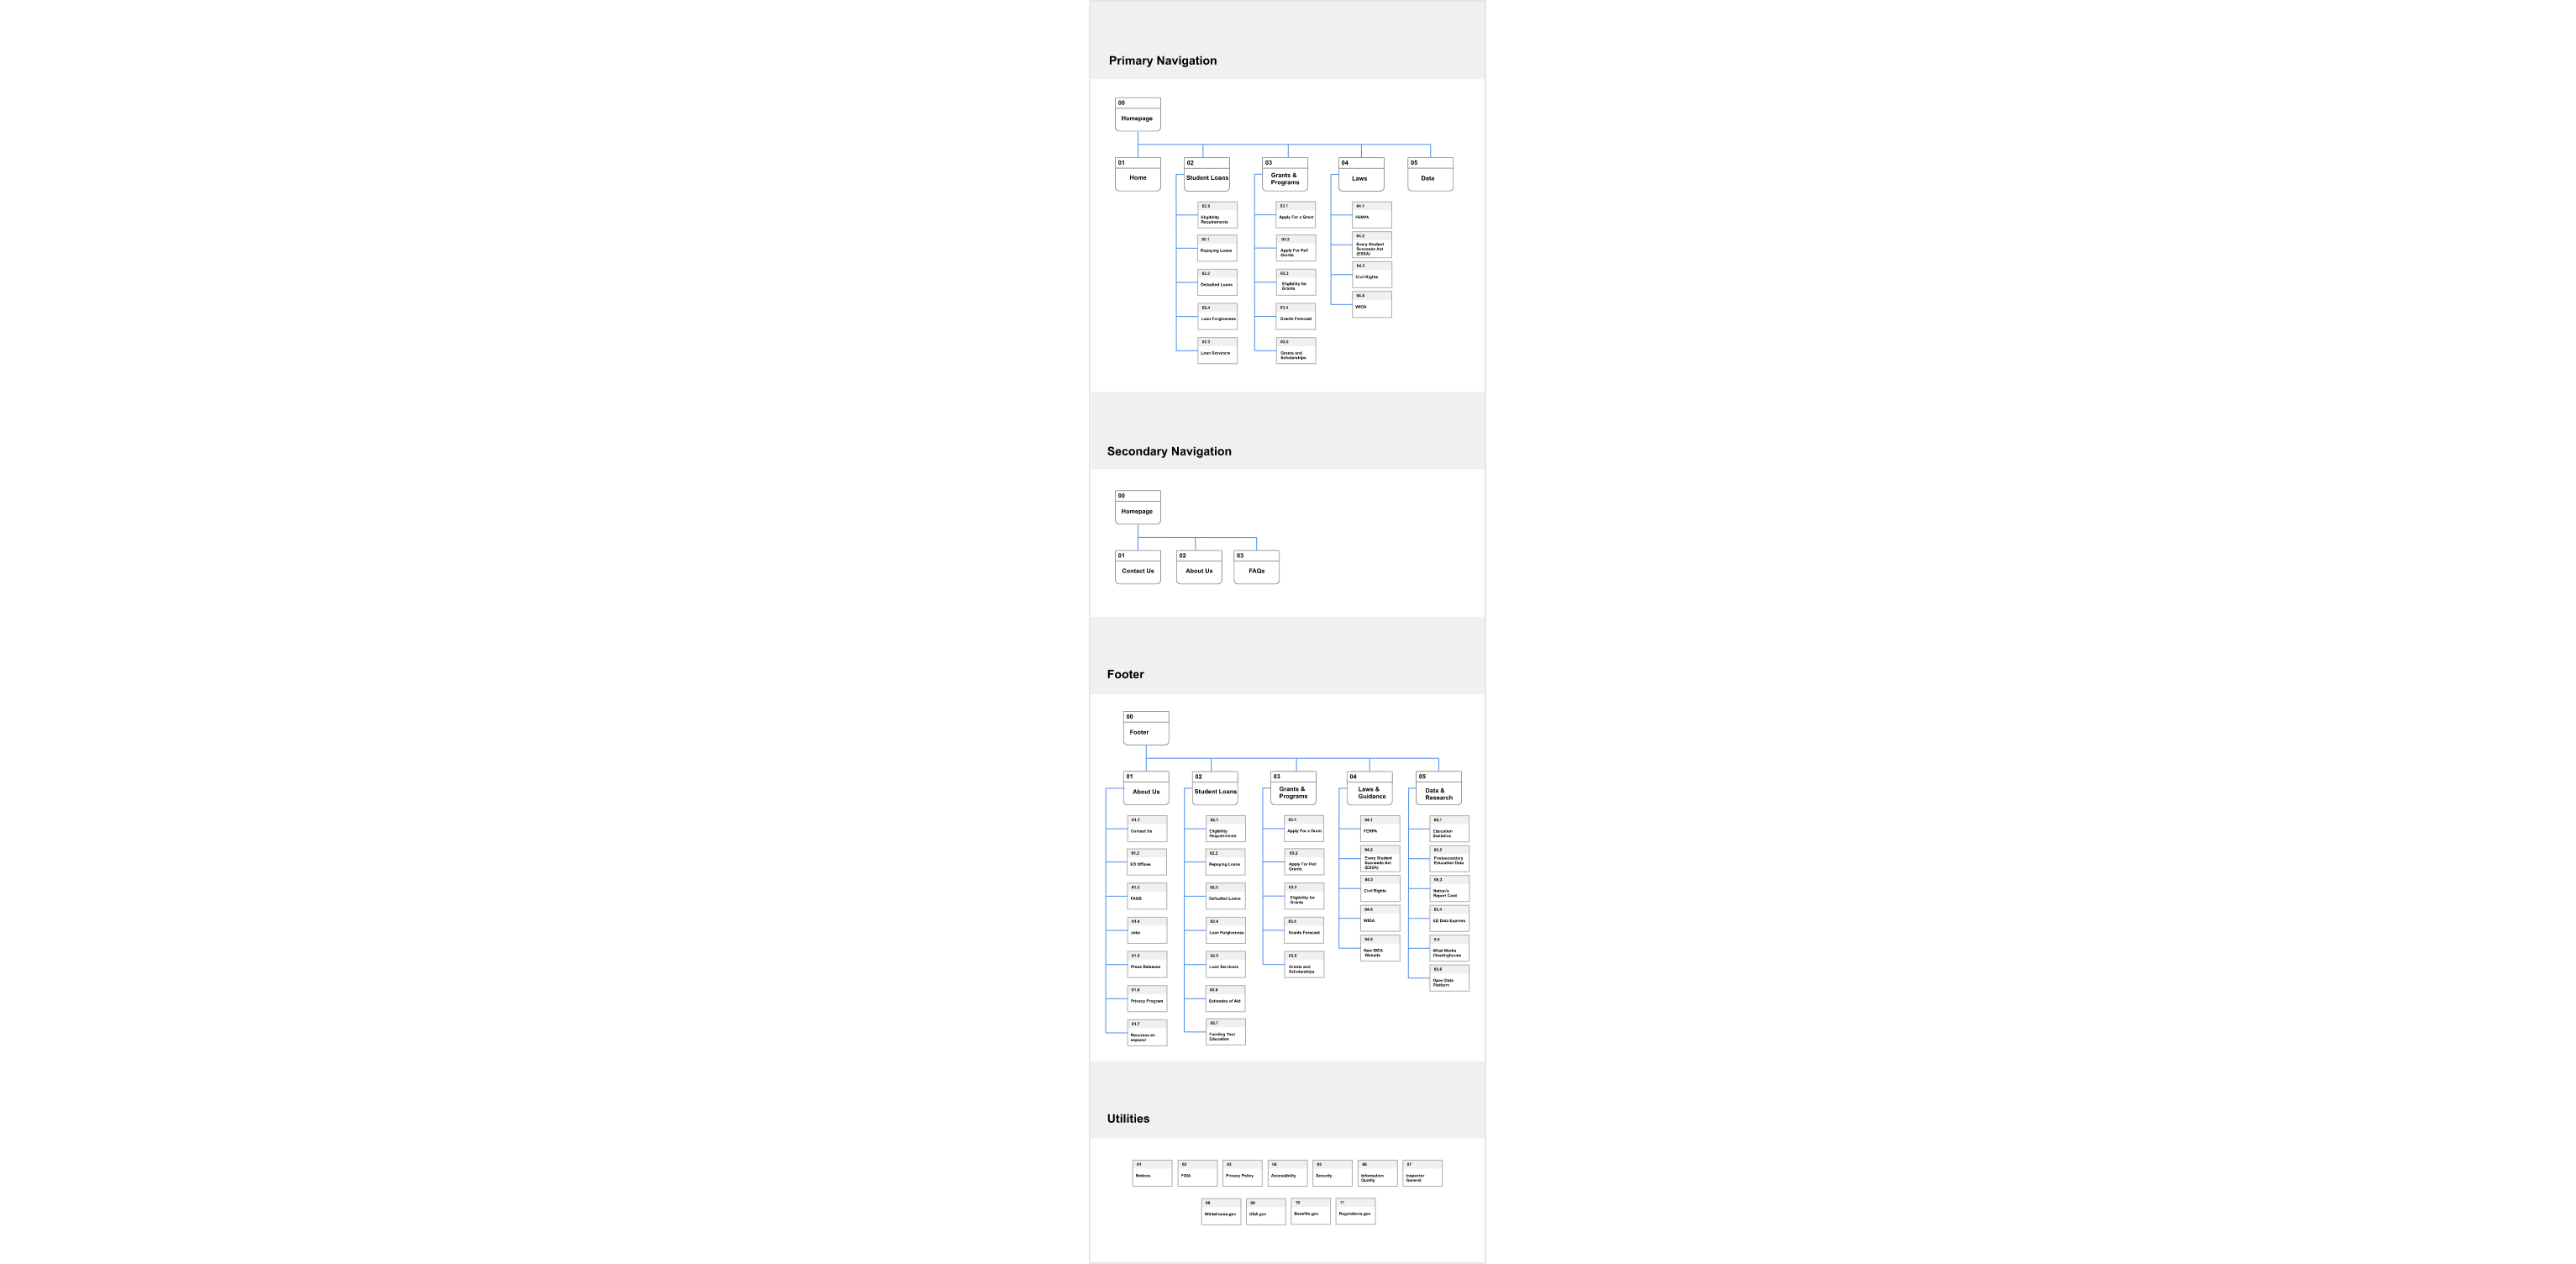 Primary Navigation
00
Homepage
01
Home
02
Student Loans
03
Grants &
Programs
04
Laws
05
Data
02.5
Eligibility
Requirements
02.1
Repaying Loans
02.2
Defaulted Loans
02.4
Loan Forgiveness
02.3
Loan Servicers
03.1
Apply For a Grant
03.2
Apply For Pell
Grants
03.3
Eligibility for
Grants
03.4
Grants Forecast
03.5
Grants and
Scholarships
04.1
FERPA
04.2
Every Student
Succeeds Act
(ESSA)
04.3
Civil Rights
WIOA
Secondary Navigation
00
Homepage
01
Contact Us
02
About Us
03
FAQs
Footer
00
Footer
01
About Us
02
Student Loans
03
Grants &
Programs
04
Laws &
Guidance
05
Data &
Research
01.1
Contact Us
01.2
ED Offices
01.3
FAQS
01.4
Jobs
01.5
Press Releases
01.6
Privacy Program
01.7
Recursos en
espanol
02.1
Eligibility
Requirements
02.2
Repaying Loans
02.3
Defaulted Loans
02.4
Loan Forgiveness
02.5
Loan Servicers
02.6
Estimates of Aid
02.7
Funding Your
Education
03.1
Apply For a Grant
03.2
Apply For Pell
Grants
03.3
Eligibility for
Grants
03.4
Grants Forecast
03.5
Grants and
Scholarships
04.1
FERPA
04.2
Every Student
Succeeds Act
(ESSA)
04.3
Civil Rights
04.4
WIOA
04.5
New IDEA
Website
05.1
Education
Statistics
05.2
Postsecondary
Education Data
05.3
Nation's
Report Card
05.4
ED Data Express
What Works
Clearinghouse
05.6
Open Data
Platform
Utilities
01
Notices
02
FOIA
03
Privacy Policy
04
Accessibility
05
Security
06
Information
Quality
07
Inspector
General
08
Whitehouse.gov
09
USA.gov
10
Benefits.gov
11
Regulations.gov